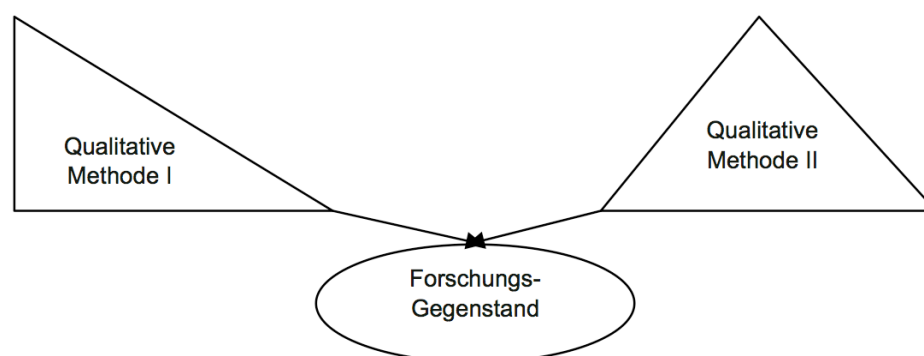 Qualitative
Methode I
Qualitative
Methode II
Forschungs-
Gegenstand